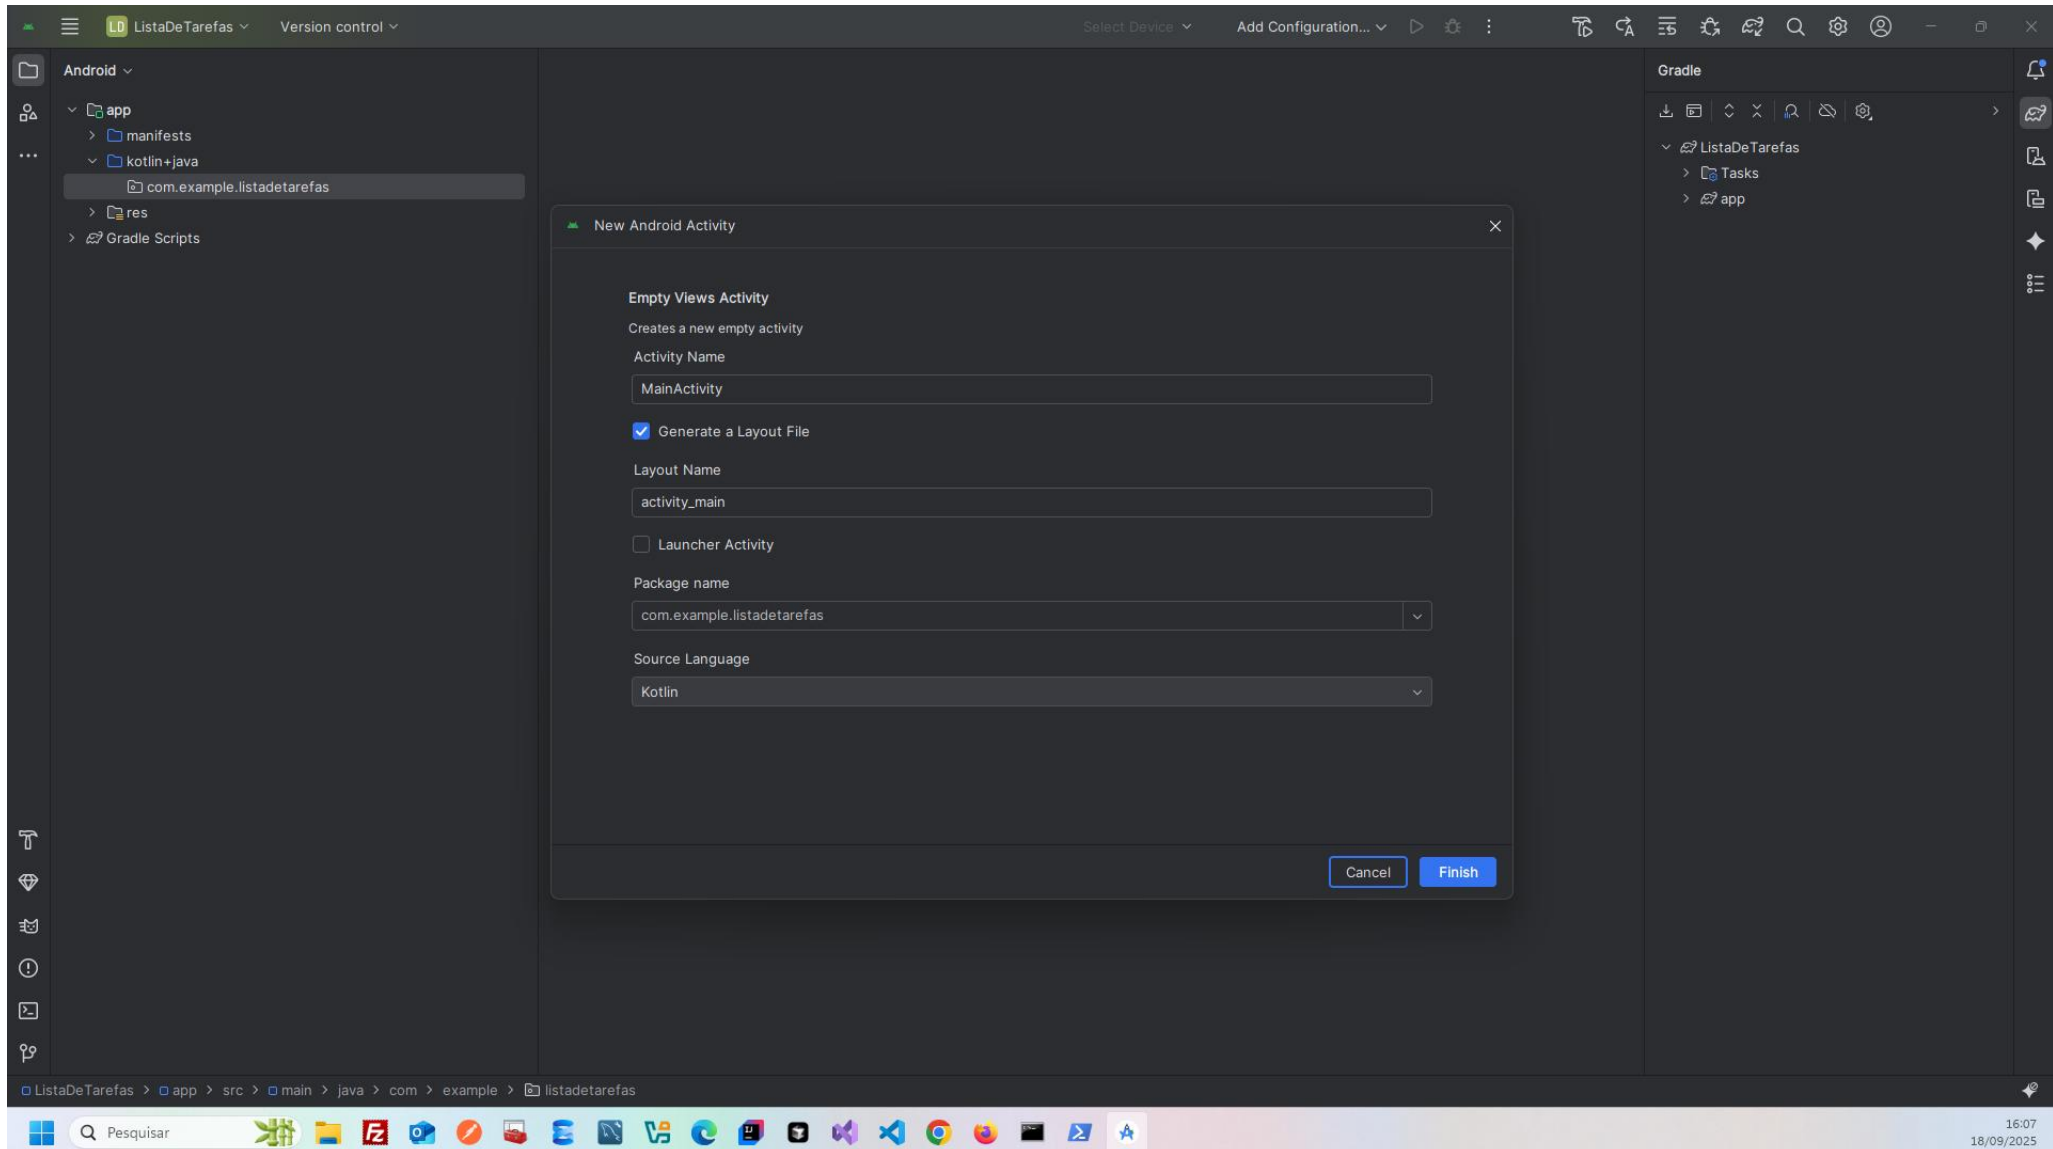 LD ListaDeTarefas Version control Select Device Add Configuration...
Android
app
manifests
kotlin+java
com.example.listadetarefas
res
Gradle Scripts
New Android Activity
Empty Views Activity
Creates a new empty activity
Activity Name
MainActivity
Generate a Layout File
Layout Name
activity_main
Launcher Activity
Package name
com.example.listadetarefas
Source Language
Kotlin
Cancel Finish
Gradle
ListaDeTarefas
Tasks
app
ListaDeTarefas > app > src > main > java > com > example > listadetarefas
Pesquisar
16:07
18/09/2025